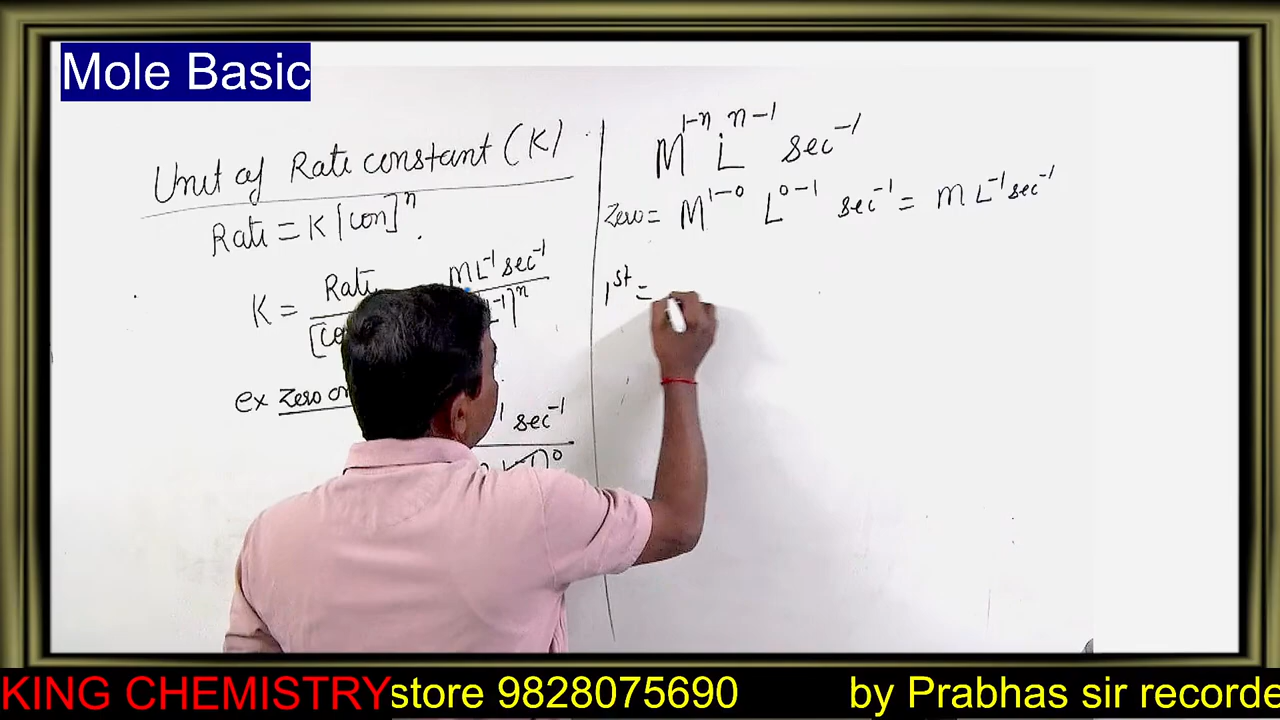 Mole Basic
Unit of Rate constant (K)
Rate = K [con]ⁿ
K = Rate M L⁻¹ sec⁻¹
ex Zero
sec⁻¹
M¹⁻ⁿ Lⁿ⁻¹ sec⁻¹
Zero = M¹⁻⁰ L⁰⁻¹ sec⁻¹ = M L⁻¹ sec⁻¹
1ˢᵗ =
KING CHEMISTRY store 9828075690 by Prabhas sir recorde